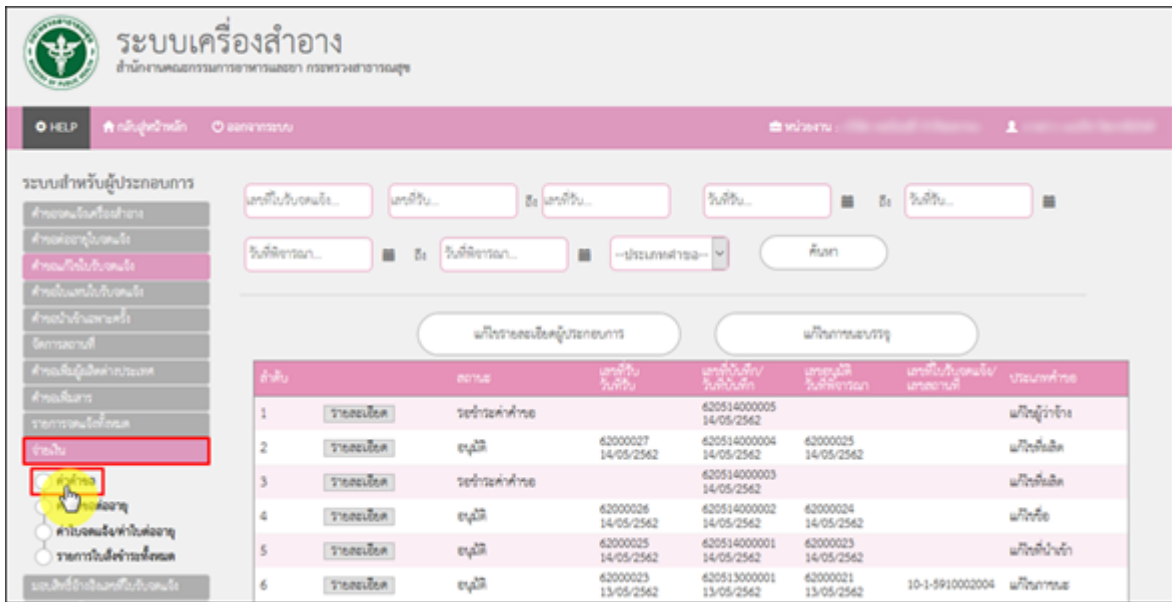 ระบบเครื่องสำอาง
สำนักงานคณะกรรมการอาหารและยา กระทรวงสาธารณสุข
HELP กลับสู่หน้าหลัก ออกจากระบบ หน่วยงาน :
ระบบสำหรับผู้ประกอบการ
คำขอจดแจ้งเครื่องสำอาง
คำขอต่ออายุใบจดแจ้ง
คำขอแก้ไขใบรับจดแจ้ง
คำขอใบแทนใบรับจดแจ้ง
คำขอนำเข้าเฉพาะครั้ง
จัดการสถานที่
คำขอเพิ่มผู้ผลิตต่างประเทศ
คำขอเพิ่มสาร
รายการจดแจ้งทั้งหมด
จ่ายเงิน
ค่าคำขอ
ต่ออายุ
ค่าใบจดแจ้ง/ค่าใบต่ออายุ
รายการใบสั่งชำระทั้งหมด
มอบสิทธิ์อ้างอิงเลขที่ใบรับจดแจ้ง
เลขที่ใบรับจดแจ้ง... เลขที่รับ... ถึง เลขที่รับ... วันที่รับ... ถึง วันที่รับ...
วันที่พิจารณา... ถึง วันที่พิจารณา... --ประเภทคำขอ-- ค้นหา
แก้ไขรายละเอียดผู้ประกอบการ แก้ไขภาชนะบรรจุ
ลำดับ สถานะ เลขที่รับ เลขที่บันทึก/ เลขอนุมัติ เลขที่ใบรับจดแจ้ง/ ประเภทคำขอ
วันที่รับ วันที่บันทึก วันที่พิจารณา เลขสถานที่
1 รายละเอียด รอชำระค่าคำขอ 620514000005 แก้ไขผู้ว่าจ้าง
14/05/2562
2 รายละเอียด อนุมัติ 62000027 620514000004 62000025 แก้ไขที่ผลิต
14/05/2562 14/05/2562 14/05/2562
3 รายละเอียด รอชำระค่าคำขอ 620514000003 แก้ไขที่ผลิต
14/05/2562
4 รายละเอียด อนุมัติ 62000026 620514000002 62000024 แก้ไขชื่อ
14/05/2562 14/05/2562 14/05/2562
5 รายละเอียด อนุมัติ 62000025 620514000001 62000023 แก้ไขที่นำเข้า
14/05/2562 14/05/2562 14/05/2562
6 รายละเอียด อนุมัติ 62000023 620513000001 62000021 10-1-5910002004 แก้ไขภาชนะ
13/05/2562 13/05/2562 13/05/2562